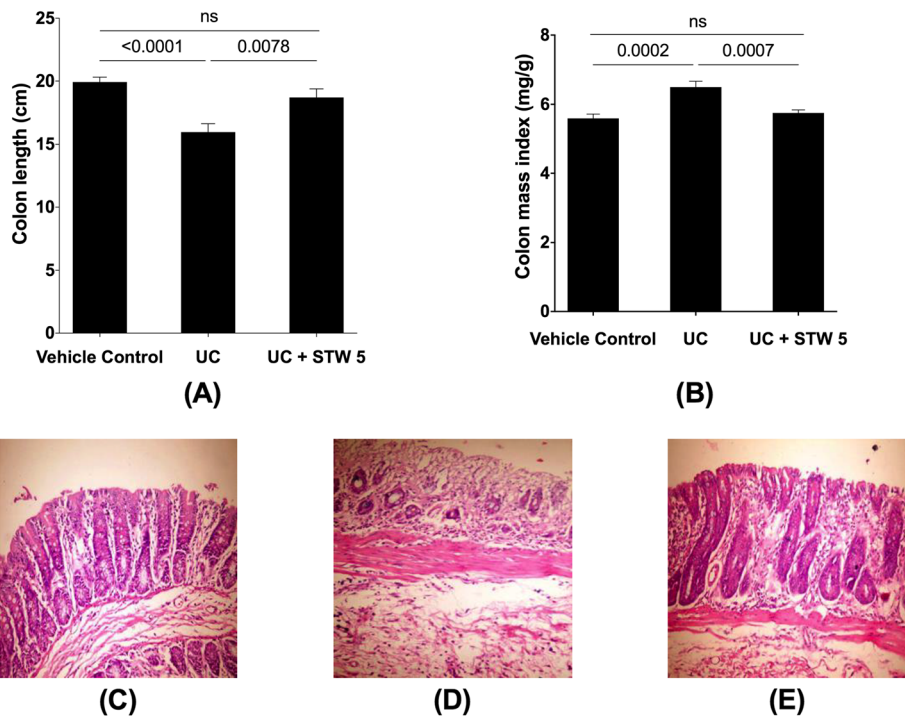 25
20
15
10
5
0
Colon length (cm)
ns
<0.0001
0.0078
Vehicle Control
UC
UC + STW 5
(A)
8
6
4
2
0
Colon mass index (mg/g)
ns
0.0002
0.0007
Vehicle Control
UC
UC + STW 5
(B)
(C)
(D)
(E)